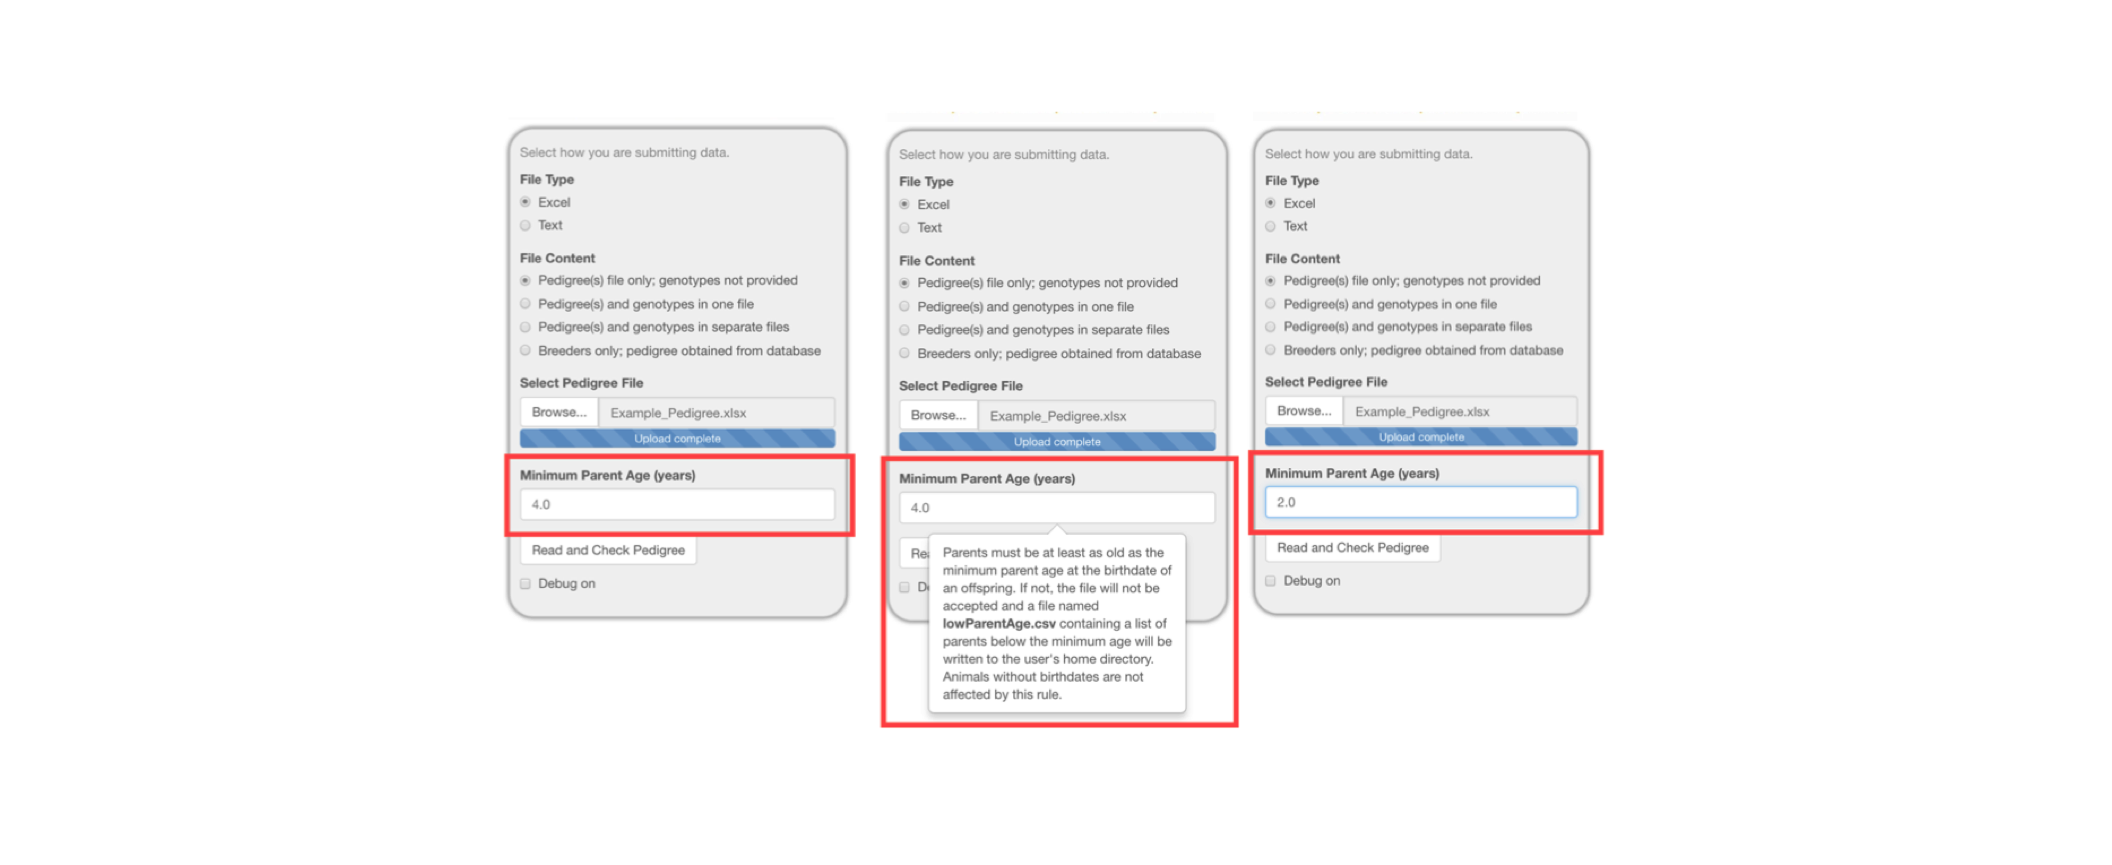 Select how you are submitting data.
File Type
Excel
Text
File Content
Pedigree(s) file only; genotypes not provided
Pedigree(s) and genotypes in one file
Pedigree(s) and genotypes in separate files
Breeders only; pedigree obtained from database
Select Pedigree File
Browse... Example_Pedigree.xlsx
Upload complete
Minimum Parent Age (years)
4.0
Read and Check Pedigree
Debug on
Select how you are submitting data.
File Type
Excel
Text
File Content
Pedigree(s) file only; genotypes not provided
Pedigree(s) and genotypes in one file
Pedigree(s) and genotypes in separate files
Breeders only; pedigree obtained from database
Select Pedigree File
Browse... Example_Pedigree.xlsx
Upload complete
Minimum Parent Age (years)
4.0
Parents must be at least as old as the
minimum parent age at the birthdate of
an offspring. If not, the file will not be
accepted and a file named
lowParentAge.csv containing a list of
parents below the minimum age will be
written to the user's home directory.
Animals without birthdates are not
affected by this rule.
Select how you are submitting data.
File Type
Excel
Text
File Content
Pedigree(s) file only; genotypes not provided
Pedigree(s) and genotypes in one file
Pedigree(s) and genotypes in separate files
Breeders only; pedigree obtained from database
Select Pedigree File
Browse... Example_Pedigree.xlsx
Upload complete
Minimum Parent Age (years)
2.0
Read and Check Pedigree
Debug on